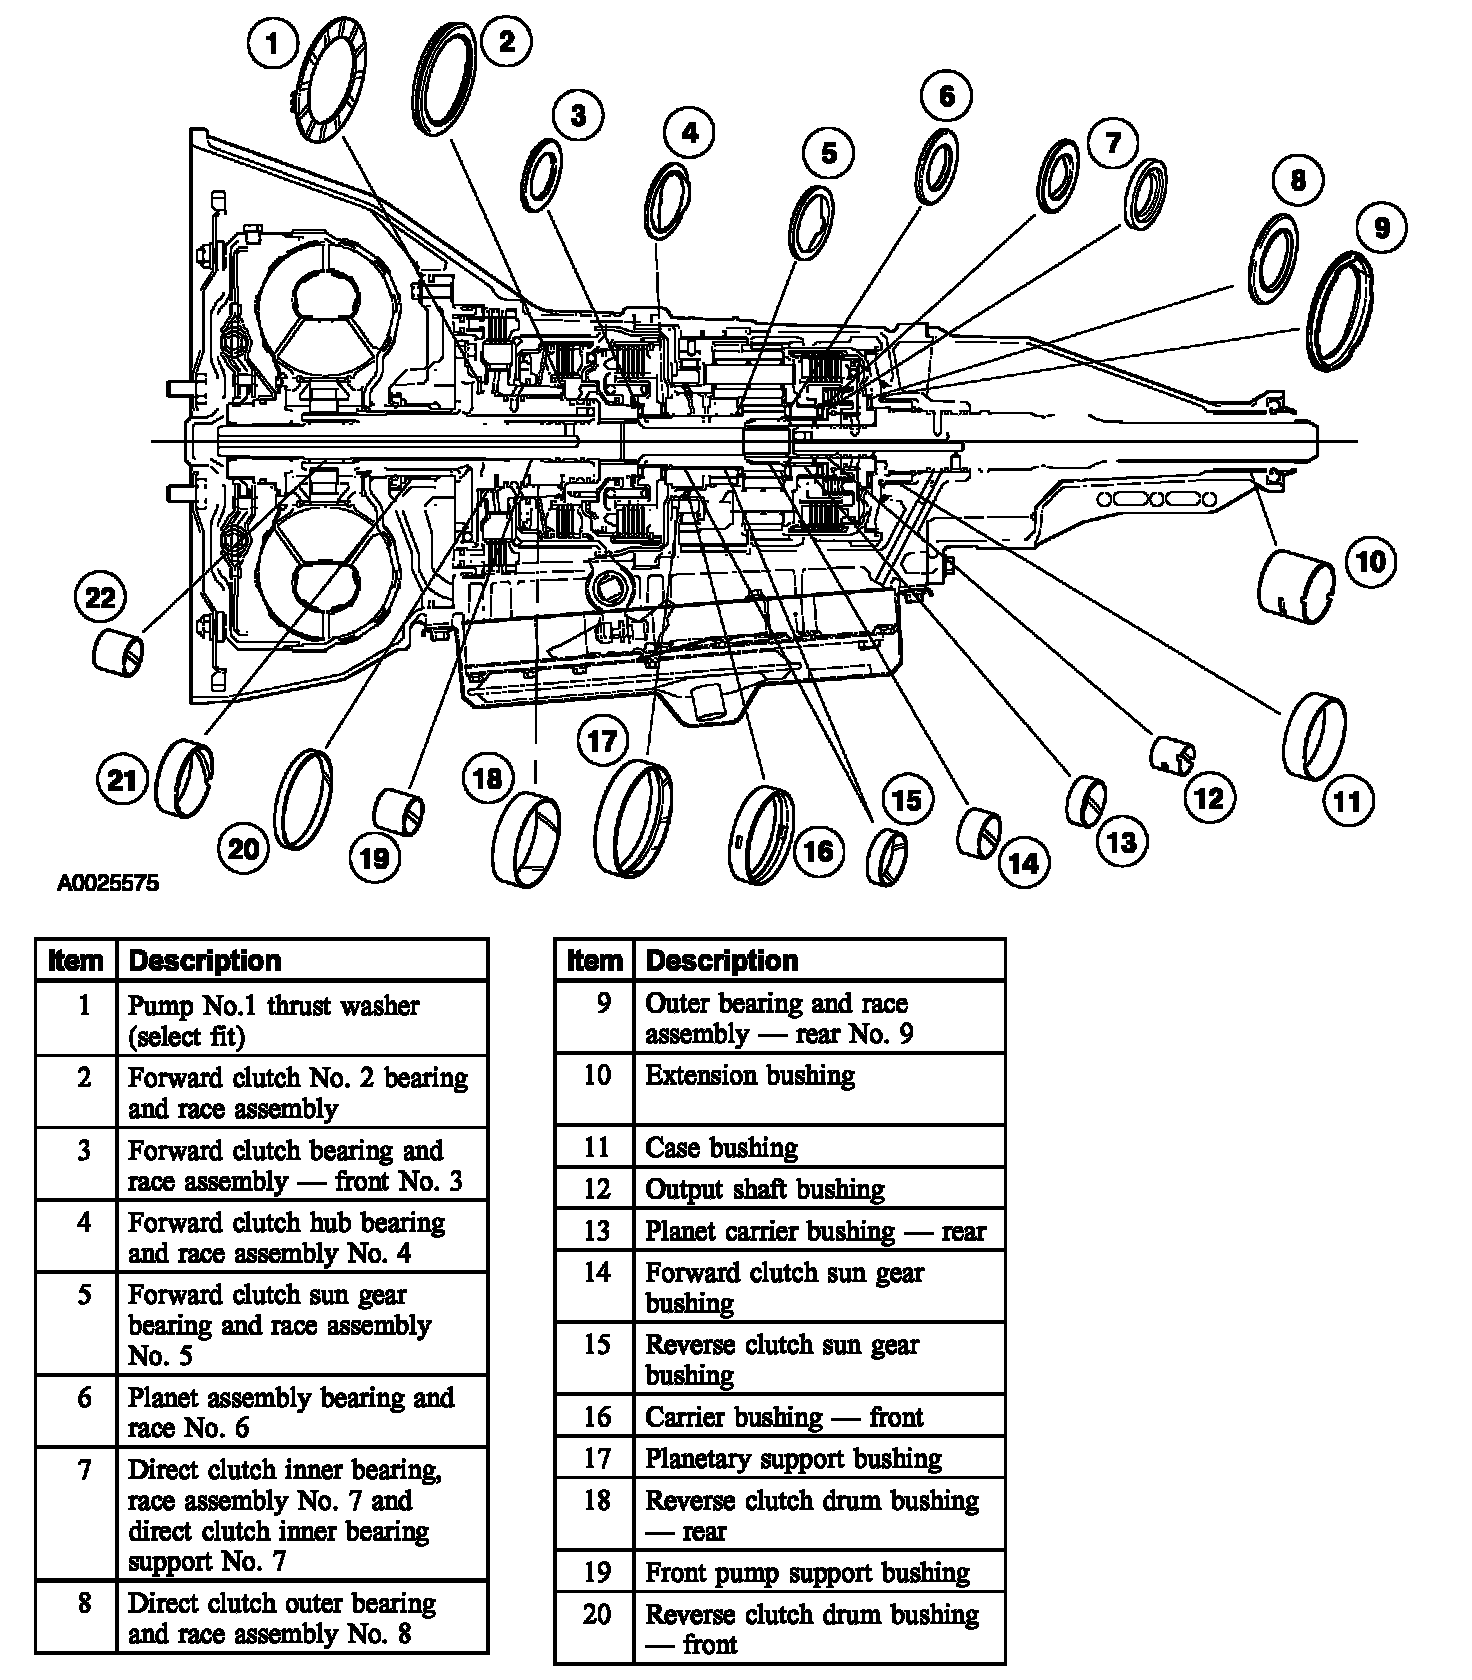 1
2
3
4
5
6
7
8
9
10
11
12
13
14
15
16
17
18
19
20
21
22
A0025575
Item Description
1 Pump No.1 thrust washer
(select fit)
2 Forward clutch No. 2 bearing
and race assembly
3 Forward clutch bearing and
race assembly — front No. 3
4 Forward clutch hub bearing
and race assembly No. 4
5 Forward clutch sun gear
bearing and race assembly
No. 5
6 Planet assembly bearing and
race No. 6
7 Direct clutch inner bearing,
race assembly No. 7 and
direct clutch inner bearing
support No. 7
8 Direct clutch outer bearing
and race assembly No. 8
Item Description
9 Outer bearing and race
assembly — rear No. 9
10 Extension bushing
11 Case bushing
12 Output shaft bushing
13 Planet carrier bushing — rear
14 Forward clutch sun gear
bushing
15 Reverse clutch sun gear
bushing
16 Carrier bushing — front
17 Planetary support bushing
18 Reverse clutch drum bushing
— rear
19 Front pump support bushing
20 Reverse clutch drum bushing
— front